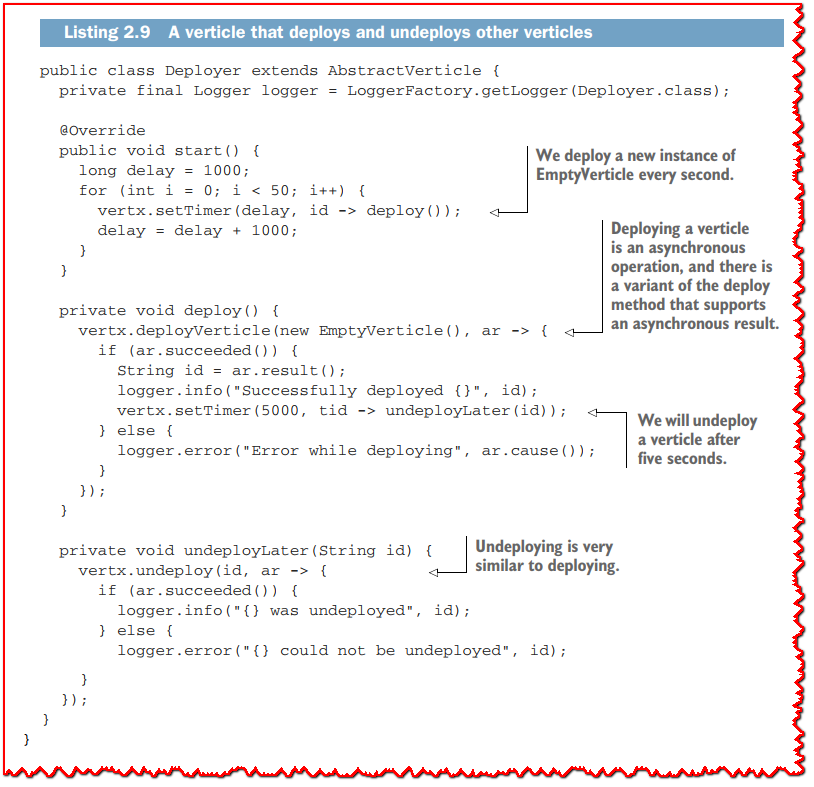 Listing 2.9 A verticle that deploys and undeploys other verticles
public class Deployer extends AbstractVerticle {
private final Logger logger = LoggerFactory.getLogger(Deployer.class);
@Override
public void start() {
long delay = 1000;
for (int i = 0; i < 50; i++) {
vertx.setTimer(delay, id -> deploy());
delay = delay + 1000;
}
}
We deploy a new instance of
EmptyVerticle every second.
private void deploy() {
vertx.deployVerticle(new EmptyVerticle(), ar -> {
if (ar.succeeded()) {
String id = ar.result();
logger.info("Successfully deployed {}", id);
vertx.setTimer(5000, tid -> undeployLater(id));
} else {
logger.error("Error while deploying", ar.cause());
}
});
}
Deploying a verticle
is an asynchronous
operation, and there is
a variant of the deploy
method that supports
an asynchronous result.
We will undeploy
a verticle after
five seconds.
private void undeployLater(String id) {
vertx.undeploy(id, ar -> {
if (ar.succeeded()) {
logger.info("{} was undeployed", id);
} else {
logger.error("{} could not be undeployed", id);
}
});
}
}
Undeploying is very
similar to deploying.